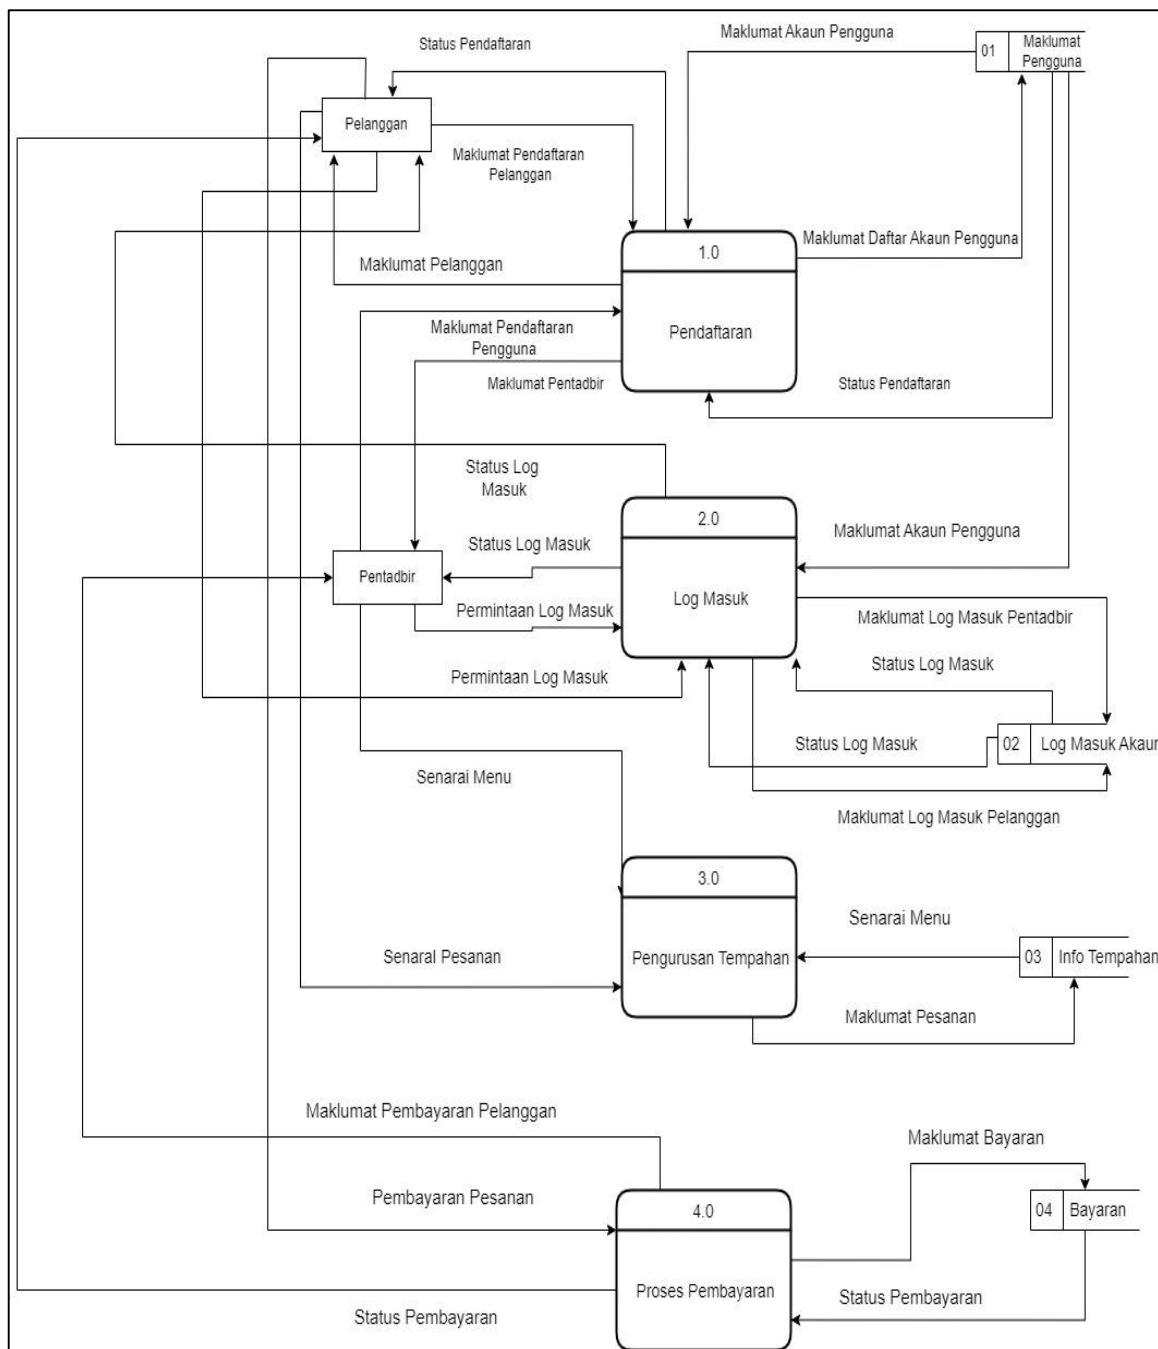 Status Pendaftaran
Maklumat Akaun Pengguna
01
Maklumat
Pengguna
Pelanggan
Maklumat Pendaftaran
Pelanggan
Maklumat Daftar Akaun Pengguna
1.0
Maklumat Pelanggan
Pendaftaran
Maklumat Pendaftaran
Pengguna
Maklumat Pentadbir
Status Pendaftaran
Status Log
Masuk
2.0
Maklumat Akaun Pengguna
Status Log Masuk
Pentadbir
Log Masuk
Permintaan Log Masuk
Maklumat Log Masuk Pentadbir
Status Log Masuk
Permintaan Log Masuk
Status Log Masuk
02
Log Masuk Akaun
Senarai Menu
Maklumat Log Masuk Pelanggan
3.0
Senarai Menu
Senaral Pesanan
Pengurusan Tempahan
03
Info Tempahan
Maklumat Pesanan
Maklumat Pembayaran Pelanggan
Maklumat Bayaran
Pembayaran Pesanan
4.0
04
Bayaran
Proses Pembayaran
Status Pembayaran
Status Pembayaran